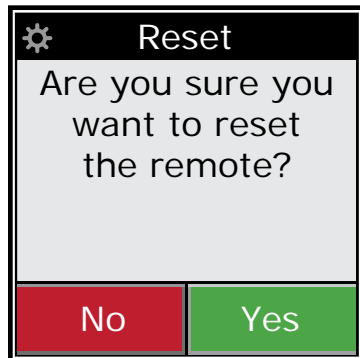 Reset
Are you sure you
want to reset
the remote?
No
Yes